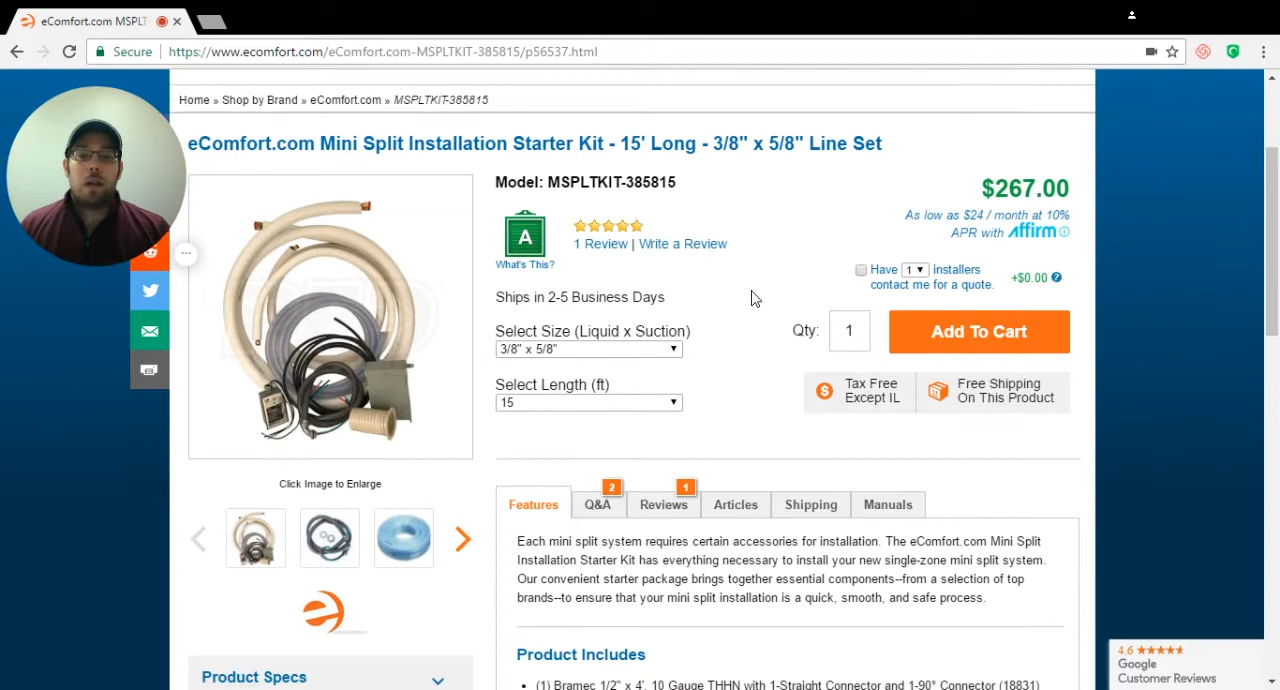 eComfort.com MSPLT
Secure
https://www.ecomfort.com/eComfort.com-MSPLTKIT-385815/p56537.html
Home » Shop by Brand » eComfort.com » MSPLTKIT-385815
eComfort.com Mini Split Installation Starter Kit - 15' Long - 3/8" x 5/8" Line Set
Model: MSPLTKIT-385815
$267.00
As low as $24 / month at 10%
APR with affirm
A
What's This?
1 Review | Write a Review
Have 1 installers
contact me for a quote.
+$0.00 ?
Ships in 2-5 Business Days
Select Size (Liquid x Suction)
3/8" x 5/8"
Qty: 1
Add To Cart
Select Length (ft)
15
$ Tax Free
Except IL
Free Shipping
On This Product
Click Image to Enlarge
2
1
Features Q&A Reviews Articles Shipping Manuals
Each mini split system requires certain accessories for installation. The eComfort.com Mini Split
Installation Starter Kit has everything necessary to install your new single-zone mini split system.
Our convenient starter package brings together essential components--from a selection of top
brands--to ensure that your mini split installation is a quick, smooth, and safe process.
Product Includes
• (1) Bramec 1/2" x 4', 10 Gauge THHN with 1-Straight Connector and 1-90° Connector (18831)
Product Specs
4.6
Google
Customer Reviews